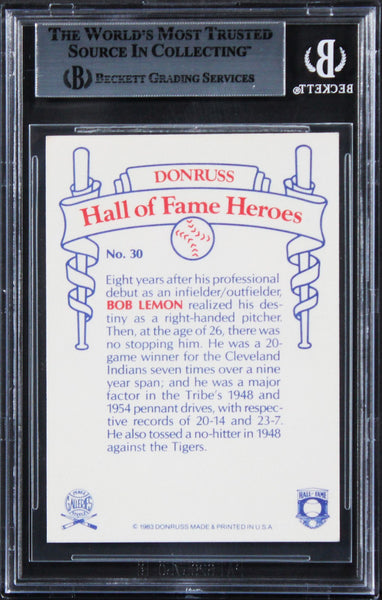 THE WORLD'S MOST TRUSTED
SOURCE IN COLLECTING™
BECKETT GRADING SERVICES
BECKETT
DONRUSS
Hall of Fame Heroes
No. 30
Eight years after his professional
debut as an infielder/outfielder,
BOB LEMON realized his des-
tiny as a right-handed pitcher.
Then, at the age of 26, there was
no stopping him. He was a 20-
game winner for the Cleveland
Indians seven times over a nine
year span; and he was a major
factor in the Tribe's 1948 and
1954 pennant drives, with respec-
tive records of 20-14 and 23-7.
He also tossed a no-hitter in 1948
against the Tigers.
GALLERIES
HALL OF FAME
© 1983 DONRUSS MADE & PRINTED IN U.S.A.